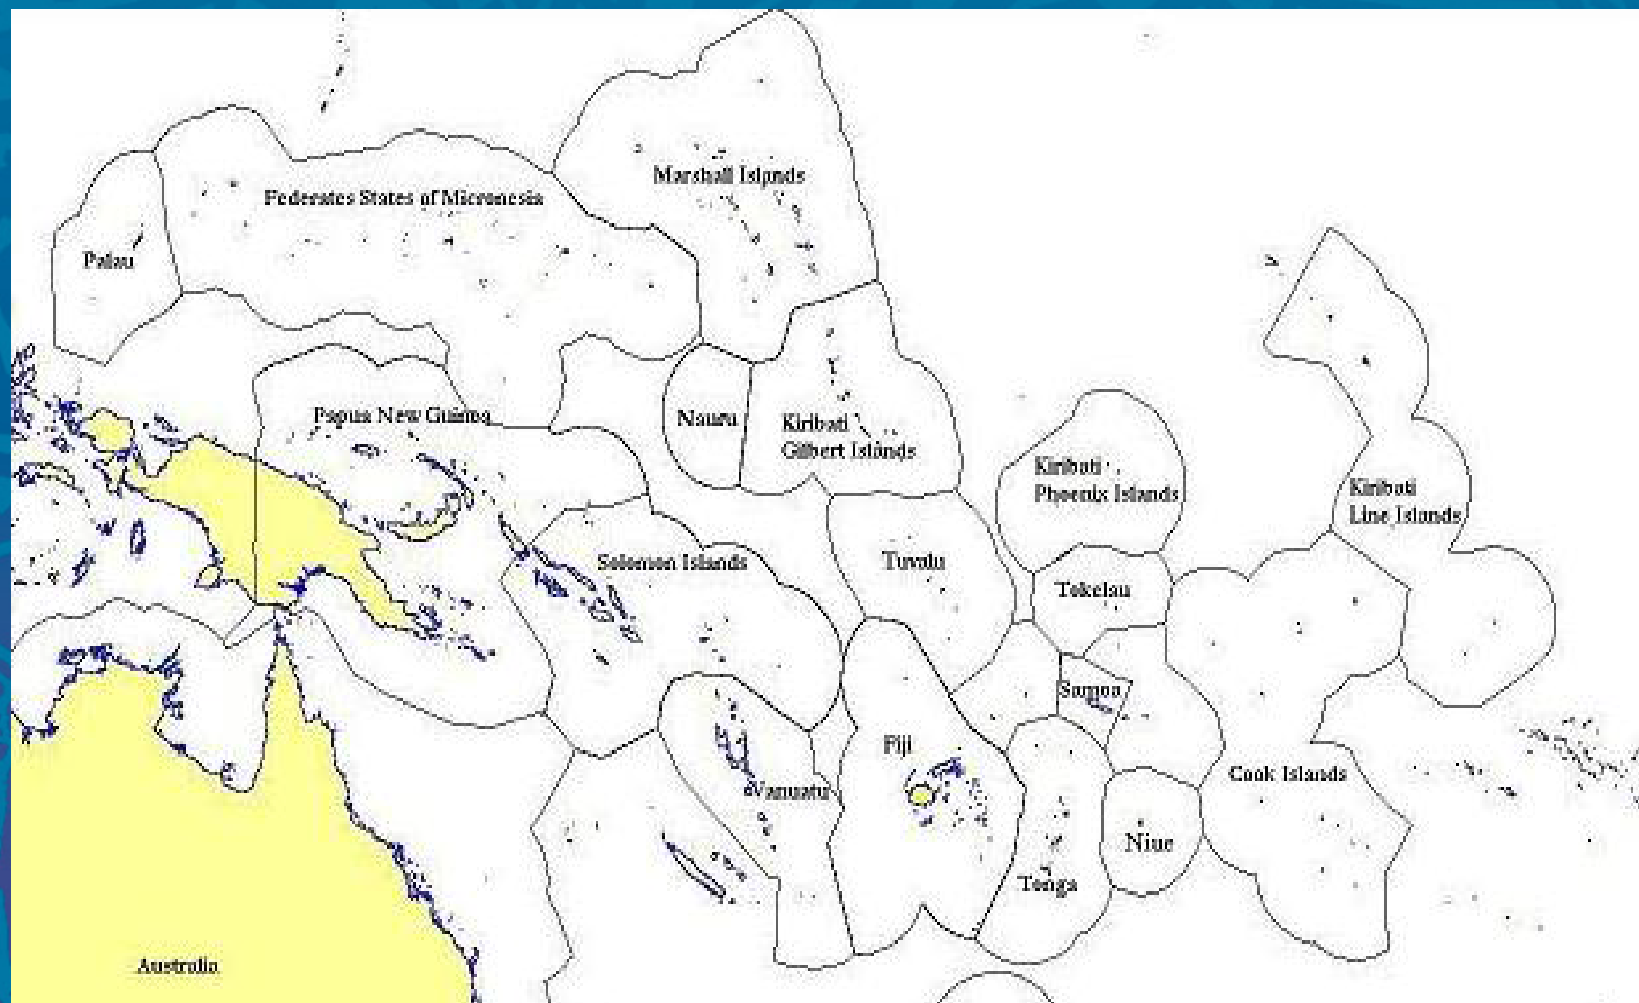 Marshall Islands
Federates States of Micronesia
Palau
Papua New Guinea
Nauru
Kiribati
Gilbert Islands
Kiribati
Phoenix Islands
Kiribati
Line Islands
Solomon Islands
Tuvalu
Tokelau
Samoa
Fiji
Vanuatu
Cook Islands
Niue
Tonga
Australia